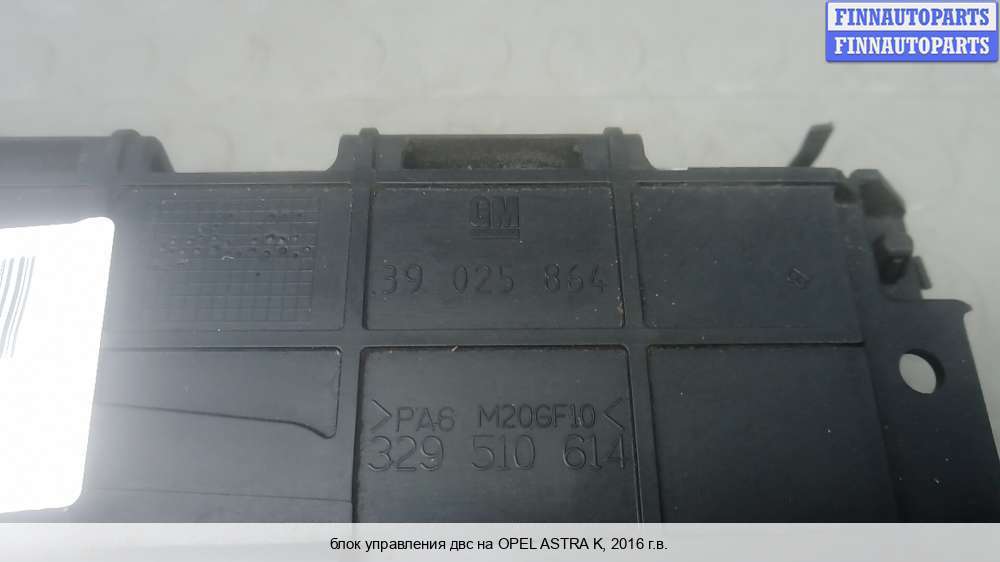 FINNAUTOPARTS
FINNAUTOPARTS
GM
39 025 864
>PA6 M20GF10<
329 510 614
блок управления двс на OPEL ASTRA K, 2016 г.в.